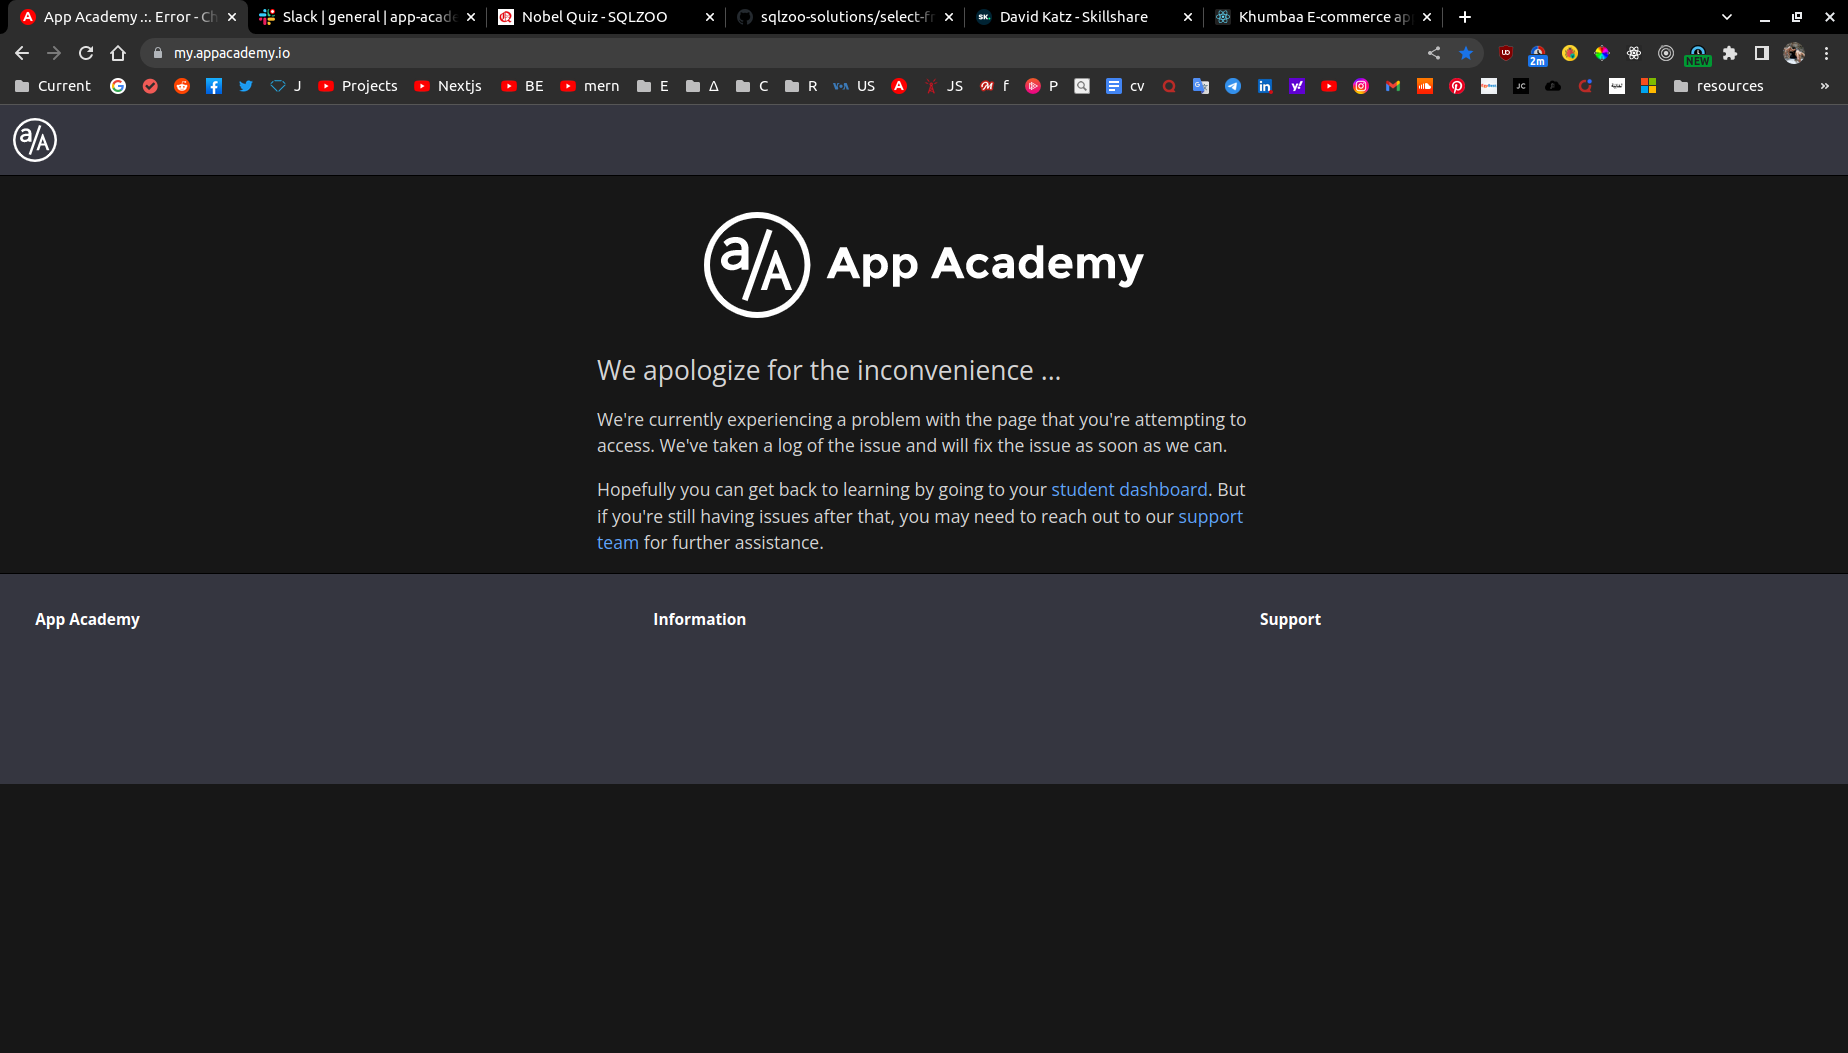 App Academy .:. Error - Ch
Slack | general | app-acade
Nobel Quiz - SQLZOO
sqlzoo-solutions/select-fr
David Katz - Skillshare
Khumbaa E-commerce app
my.appacademy.io
2m
NEW
Current
J
Projects
Nextjs
BE
mern
E
Δ
C
R
US
JS
f
P
cv
resources
a/A
a/A App Academy
We apologize for the inconvenience ...
We're currently experiencing a problem with the page that you're attempting to
access. We've taken a log of the issue and will fix the issue as soon as we can.
Hopefully you can get back to learning by going to your student dashboard. But
if you're still having issues after that, you may need to reach out to our support
team for further assistance.
App Academy
Information
Support